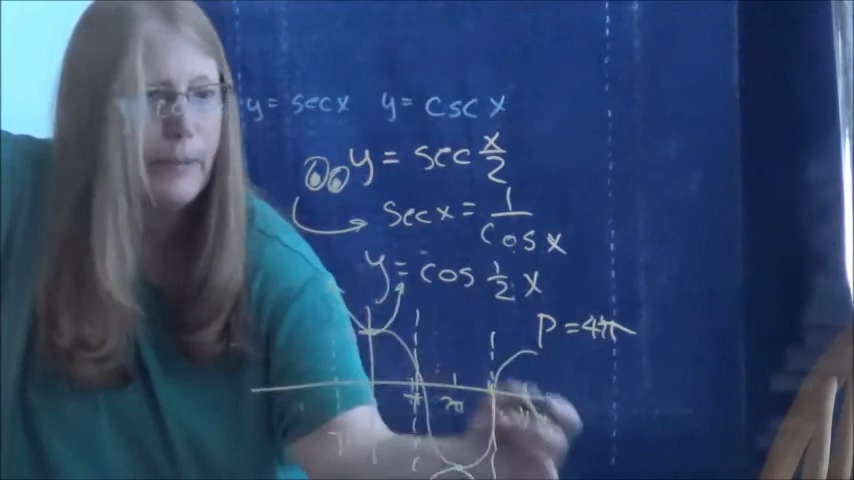 y = sec x y = csc x
y = sec x/2
sec x = 1/cos x
y = cos 1/2 x
P = 4π
π 2π